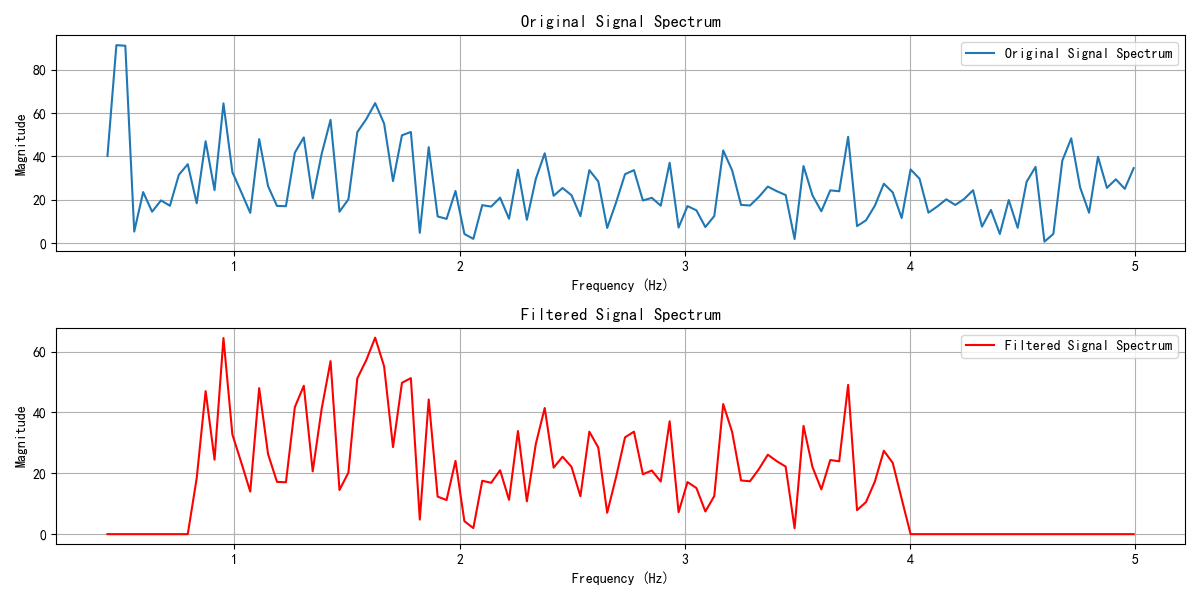 Original Signal Spectrum
Original Signal Spectrum
Magnitude
80
60
40
20
0
1 2 3 4 5
Frequency (Hz)
Filtered Signal Spectrum
Filtered Signal Spectrum
Magnitude
60
40
20
0
1 2 3 4 5
Frequency (Hz)